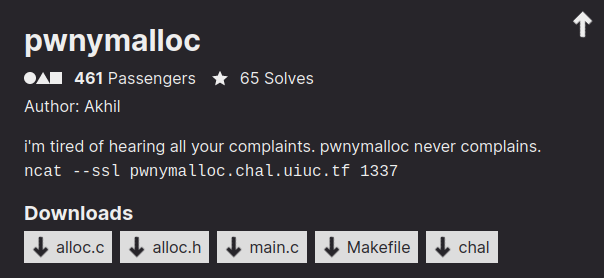 pwnymalloc
461 Passengers 65 Solves
Author: Akhil
i'm tired of hearing all your complaints. pwnymalloc never complains.
ncat --ssl pwnymalloc.chal.uiuc.tf 1337
Downloads
alloc.c alloc.h main.c Makefile chal